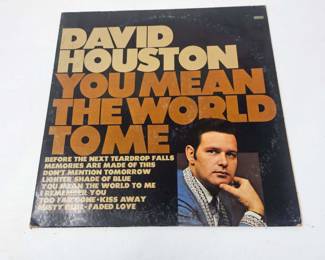 DAVID
HOUSTON
YOU MEAN
THE WORLD
TO ME
BEFORE THE NEXT TEARDROP FALLS
MEMORIES ARE MADE OF THIS
DON'T MENTION TOMORROW
LIGHTER SHADE OF BLUE
YOU MEAN THE WORLD TO ME
I REMEMBER YOU
TOO FAR GONE • KISS AWAY
MISTY BLUE • FADED LOVE